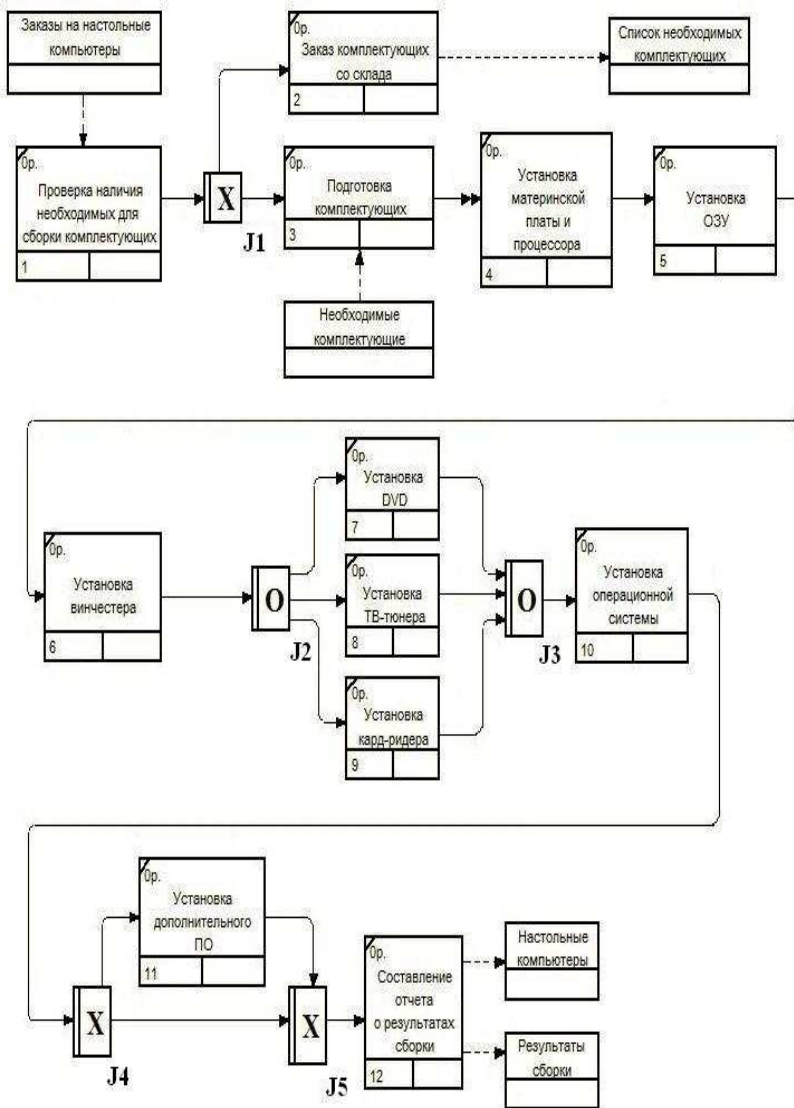 Заказы на настольные
компьютеры
0р.
Заказ комплектующих
со склада
2
Список необходимых
комплектующих
0р.
Проверка наличия
необходимых для
сборки комплектующих
1
X
J1
0р.
Подготовка
комплектующих
3
0р.
Установка
материнской
платы и
процессора
4
0р.
Установка
ОЗУ
5
Необходимые
комплектующие
0р.
Установка
винчестера
6
O
J2
0р.
Установка
DVD
7
0р.
Установка
ТВ-тюнера
8
0р.
Установка
кард-ридера
9
O
J3
0р.
Установка
операционной
системы
10
0р.
Установка
дополнительного
ПО
11
X
J4
X
J5
0р.
Составление
отчета
о результатах
сборки
12
Настольные
компьютеры
Результаты
сборки